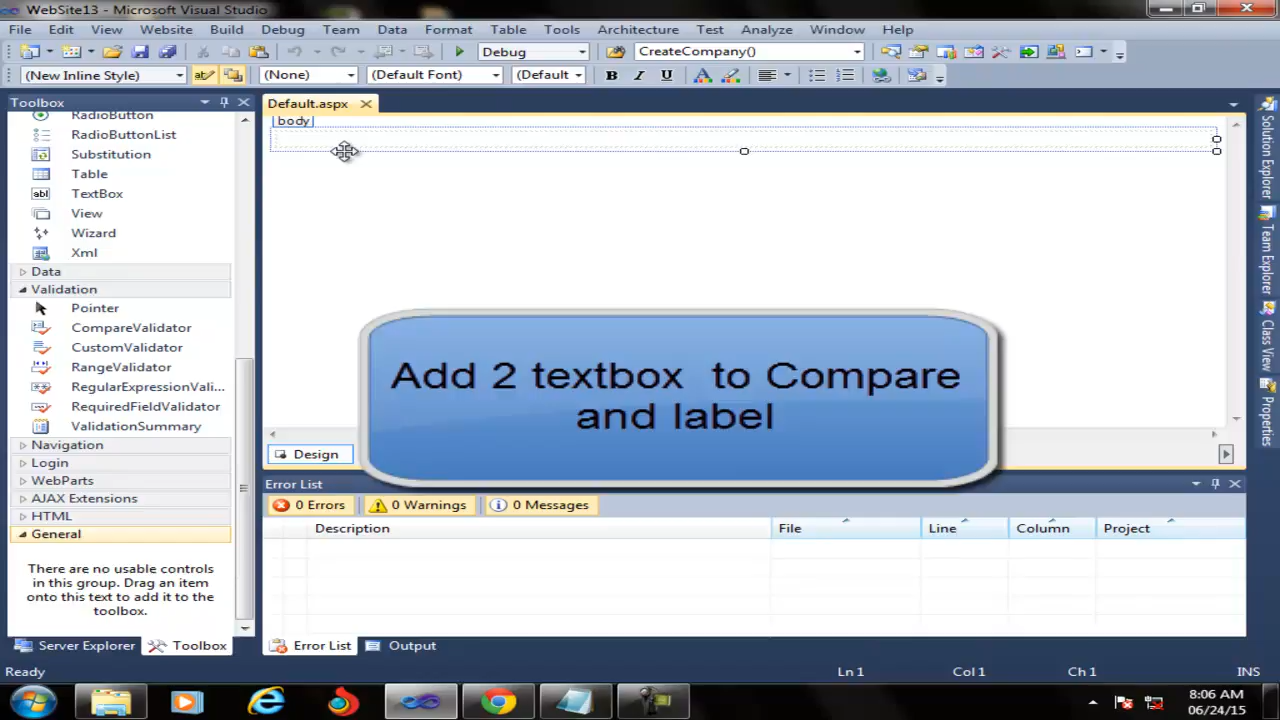 WebSite13 - Microsoft Visual Studio
File Edit View Website Build Debug Team Data Format Table Tools Architecture Test Analyze Window Help
Debug CreateCompany()
(New Inline Style) (None) (Default Font) (Default B I U A
Toolbox
Default.aspx
RadioButton
body
RadioButtonList
Substitution
Table
abl TextBox
View
Wizard
Xml
Data
Validation
Pointer
CompareValidator
CustomValidator
RangeValidator
RegularExpressionVali...
RequiredFieldValidator
ValidationSummary
Navigation
Login
WebParts
AJAX Extensions
HTML
General
There are no usable controls
in this group. Drag an item
onto this text to add it to the
toolbox.
Server Explorer Toolbox
Add 2 textbox to Compare
and label
Design
Error List
0 Errors 0 Warnings 0 Messages
Description File Line Column Project
Error List Output
Solution Explorer
Team Explorer
Class View
Properties
Ready Ln 1 Col 1 Ch 1 INS
8:06 AM
06/24/15